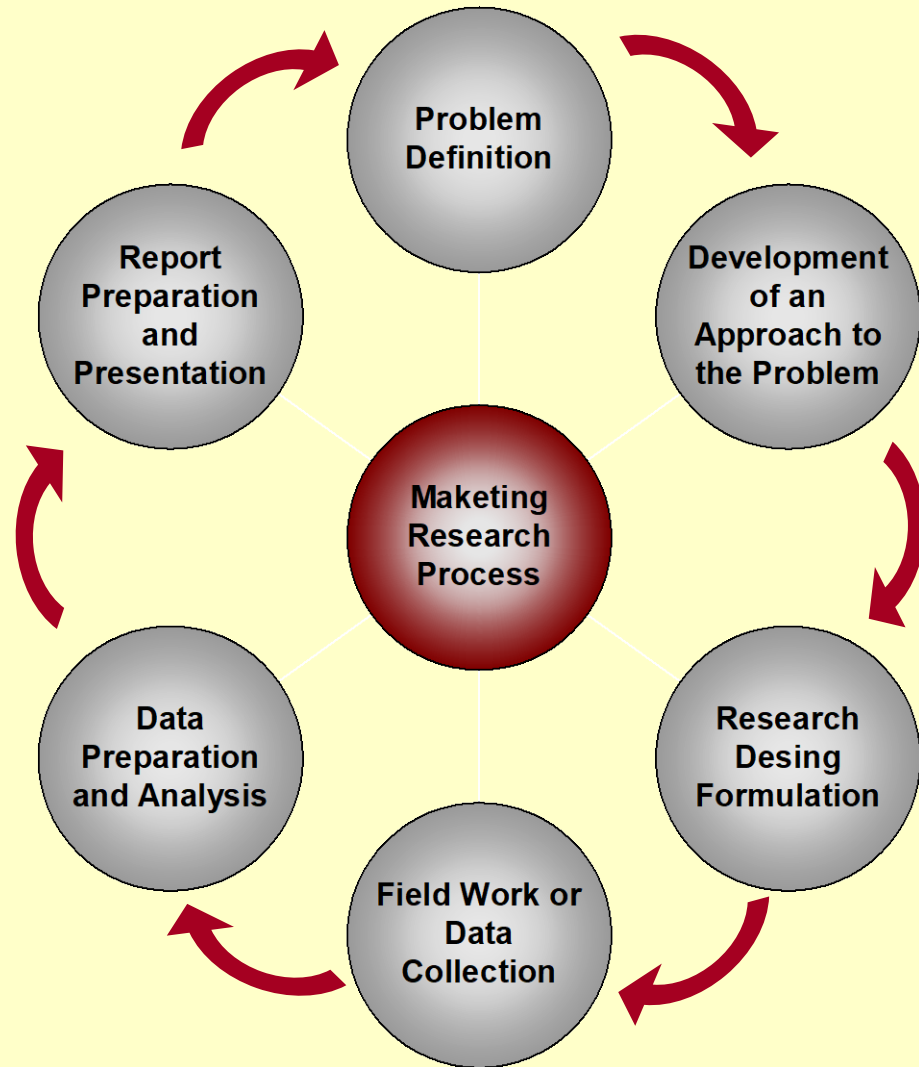 Problem
Definition
Development
of an
Approach to
the Problem
Research
Desing
Formulation
Field Work or
Data
Collection
Data
Preparation
and Analysis
Report
Preparation
and
Presentation
Maketing
Research
Process